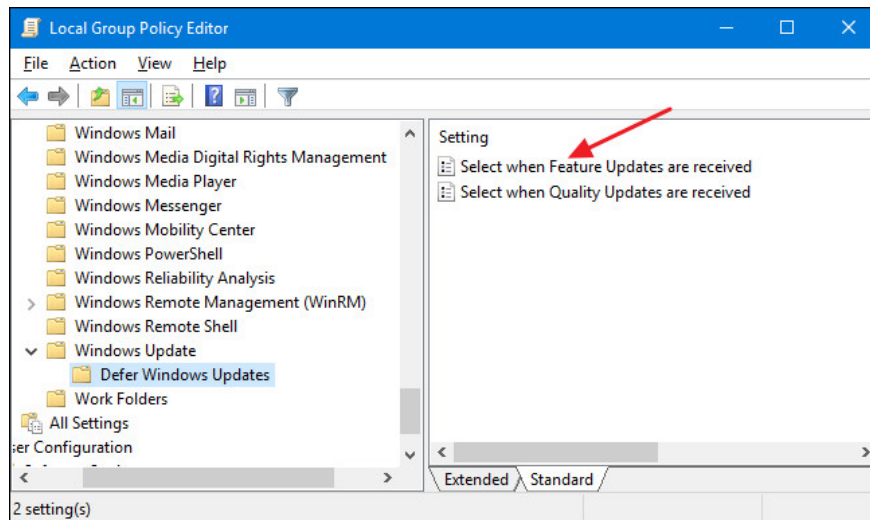 Local Group Policy Editor
File Action View Help
Windows Mail
Windows Media Digital Rights Management
Windows Media Player
Windows Messenger
Windows Mobility Center
Windows PowerShell
Windows Reliability Analysis
Windows Remote Management (WinRM)
Windows Remote Shell
Windows Update
Defer Windows Updates
Work Folders
All Settings
ser Configuration
Setting
Select when Feature Updates are received
Select when Quality Updates are received
Extended Standard
2 setting(s)